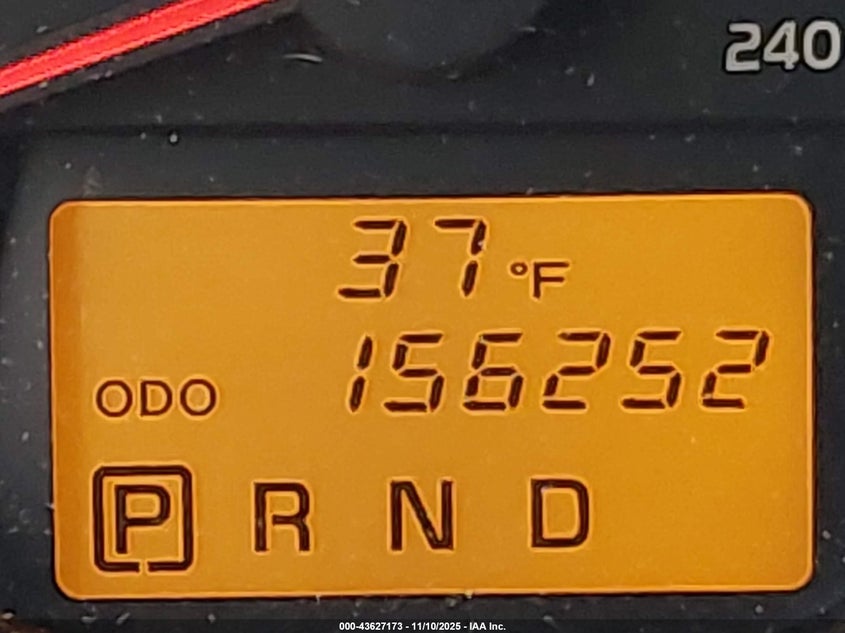 240
37 °F
ODO 156252
P R N D
000-43627173 - 11/10/2025 - IAA Inc.